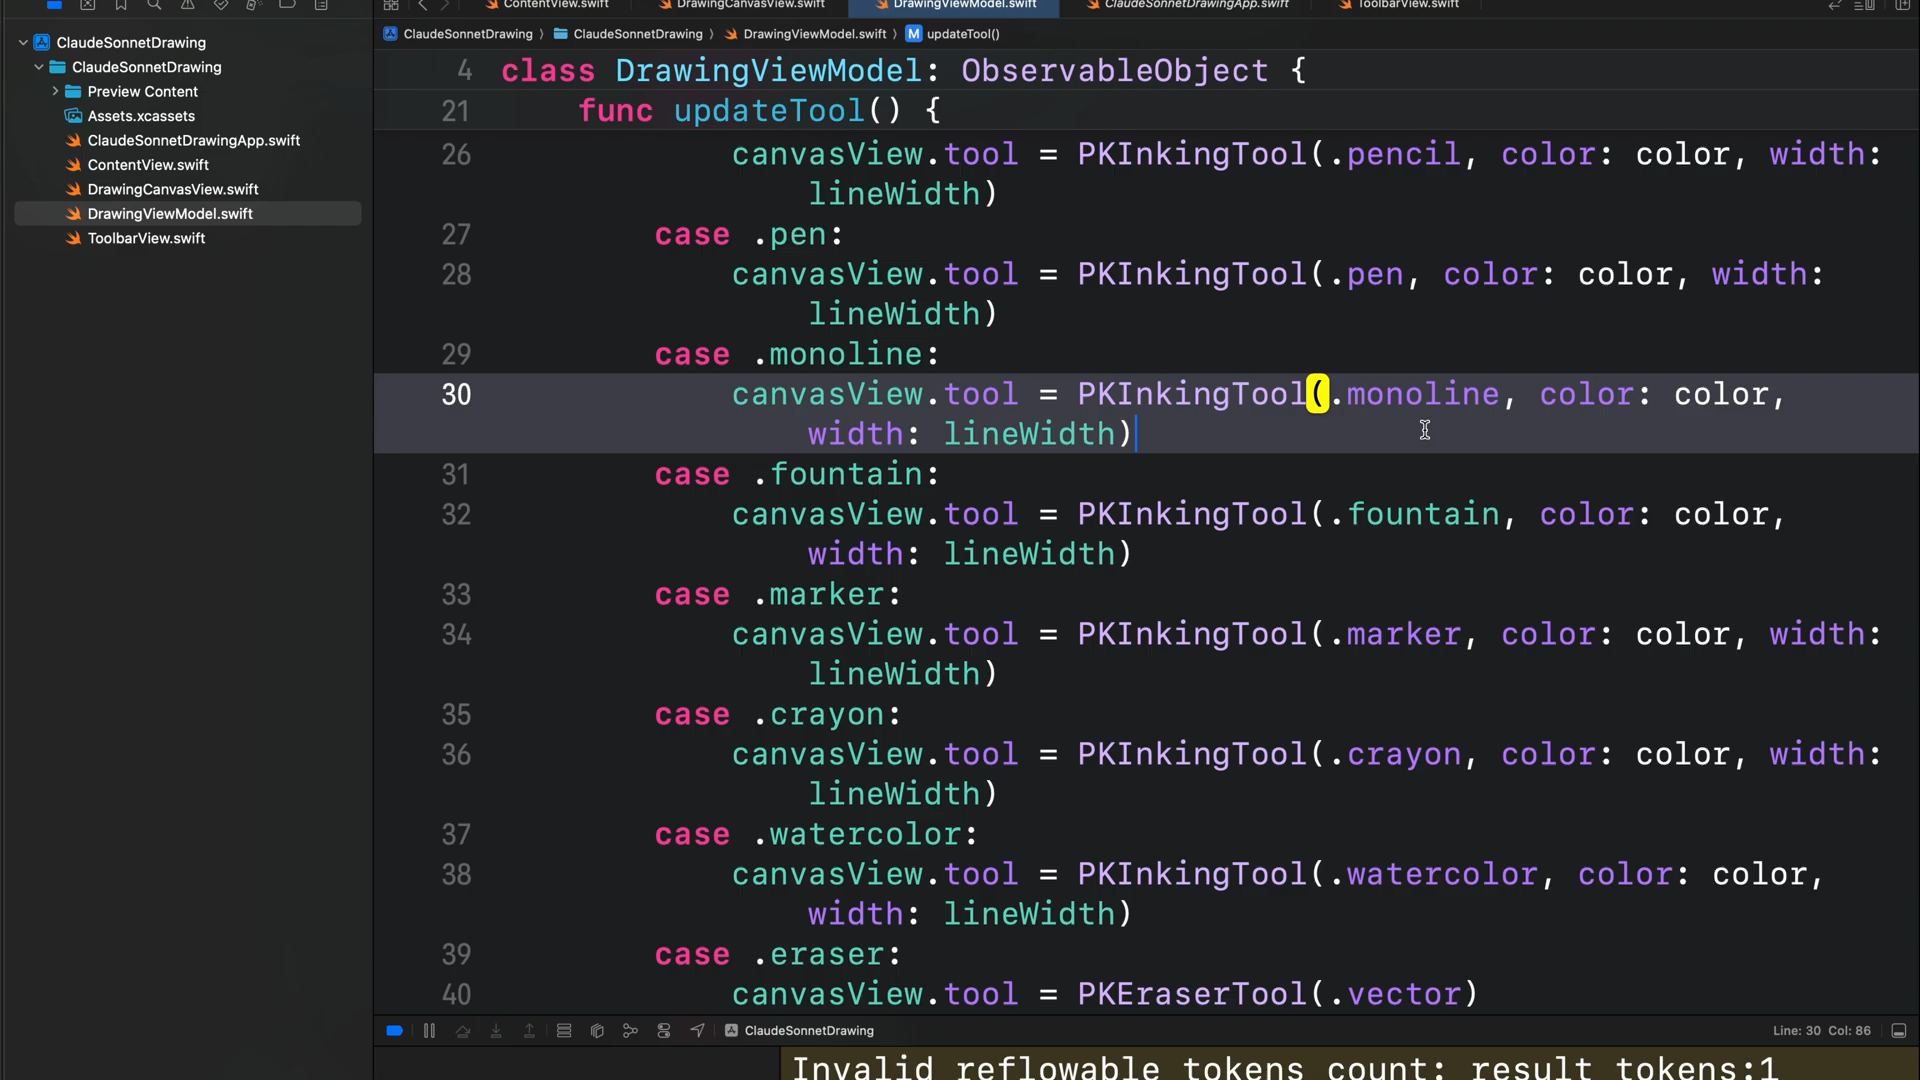 ContentView.swift
DrawingCanvasView.swift
DrawingViewModel.swift
ClaudeSonnetDrawingApp.swift
ToolbarView.swift
ClaudeSonnetDrawing
ClaudeSonnetDrawing
Preview Content
Assets.xcassets
ClaudeSonnetDrawingApp.swift
ContentView.swift
DrawingCanvasView.swift
DrawingViewModel.swift
ToolbarView.swift
ClaudeSonnetDrawing 〉 ClaudeSonnetDrawing 〉 DrawingViewModel.swift 〉 M updateTool()
4 class DrawingViewModel: ObservableObject {
21 func updateTool() {
26 canvasView.tool = PKInkingTool(.pencil, color: color, width:
lineWidth)
27 case .pen:
28 canvasView.tool = PKInkingTool(.pen, color: color, width:
lineWidth)
29 case .monoline:
30 canvasView.tool = PKInkingTool(.monoline, color: color,
width: lineWidth)
31 case .fountain:
32 canvasView.tool = PKInkingTool(.fountain, color: color,
width: lineWidth)
33 case .marker:
34 canvasView.tool = PKInkingTool(.marker, color: color, width:
lineWidth)
35 case .crayon:
36 canvasView.tool = PKInkingTool(.crayon, color: color, width:
lineWidth)
37 case .watercolor:
38 canvasView.tool = PKInkingTool(.watercolor, color: color,
width: lineWidth)
39 case .eraser:
40 canvasView.tool = PKEraserTool(.vector)
ClaudeSonnetDrawing
Line: 30 Col: 86
Invalid reflowable tokens count: result tokens:1